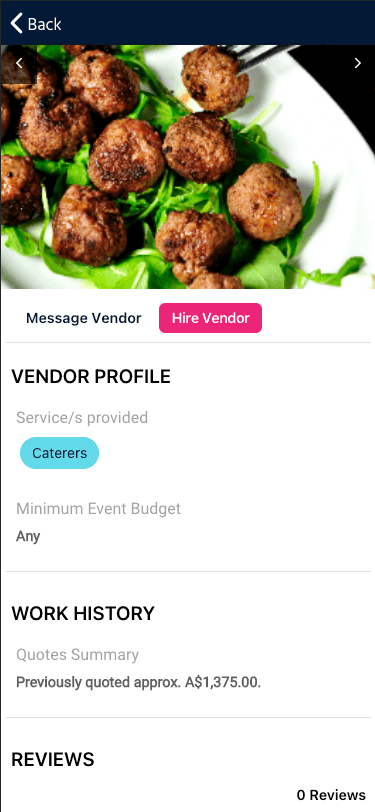 Back
Message Vendor
Hire Vendor
VENDOR PROFILE
Service/s provided
Caterers
Minimum Event Budget
Any
WORK HISTORY
Quotes Summary
Previously quoted approx. A$1,375.00.
REVIEWS
0 Reviews